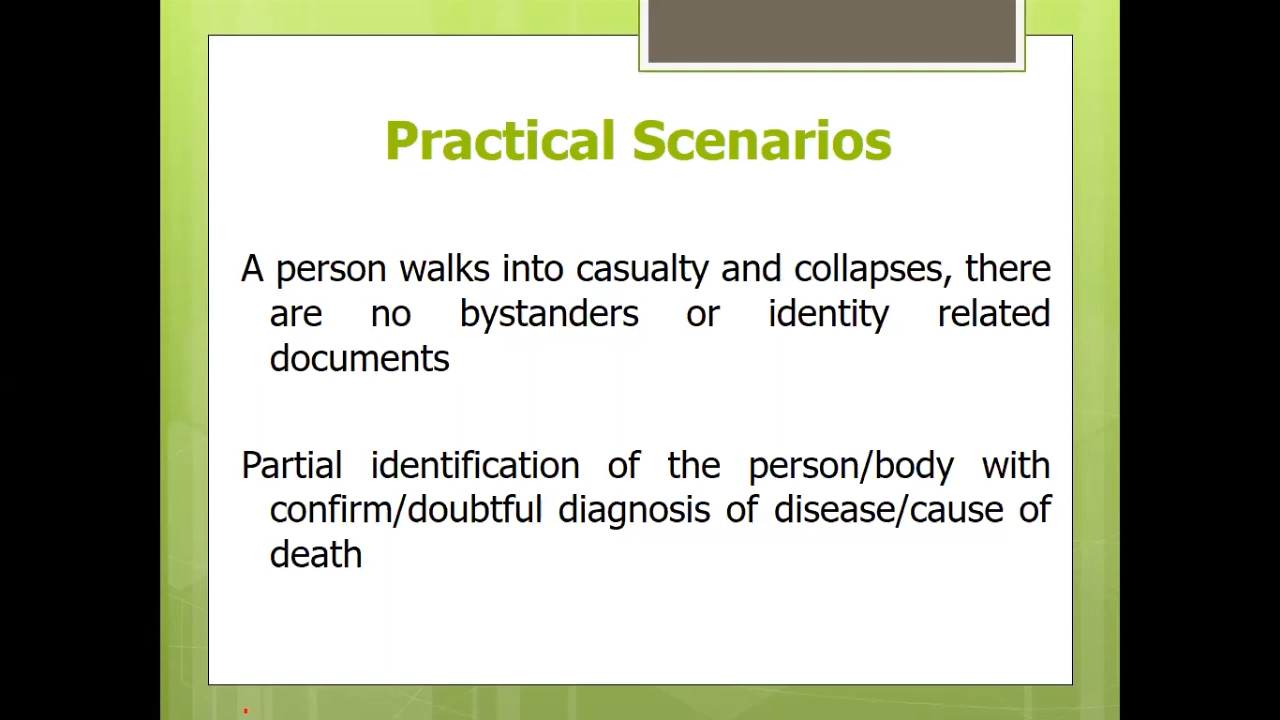 Practical Scenarios
A person walks into casualty and collapses, there
are no bystanders or identity related
documents
Partial identification of the person/body with
confirm/doubtful diagnosis of disease/cause of
death